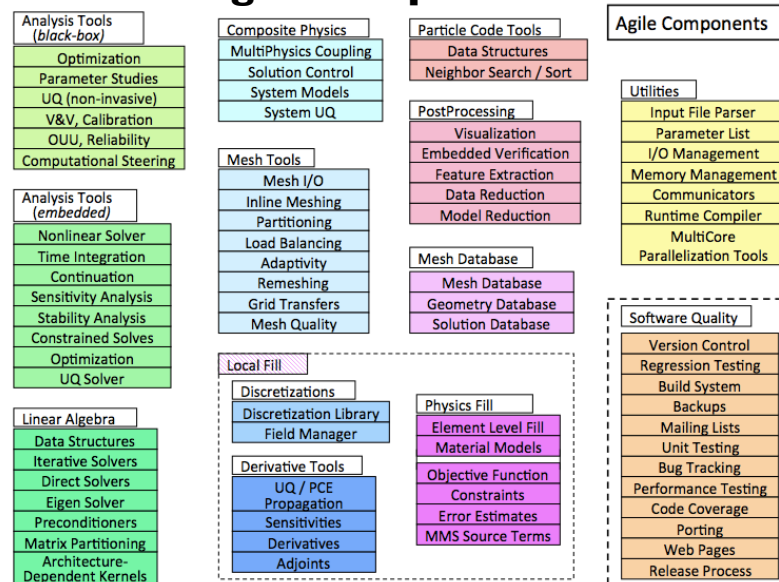 Analysis Tools
(black-box)
Optimization
Parameter Studies
UQ (non-invasive)
V&V, Calibration
OUU, Reliability
Computational Steering
Analysis Tools
(embedded)
Nonlinear Solver
Time Integration
Continuation
Sensitivity Analysis
Stability Analysis
Constrained Solves
Optimization
UQ Solver
Linear Algebra
Data Structures
Iterative Solvers
Direct Solvers
Eigen Solver
Preconditioners
Matrix Partitioning
Architecture-
Dependent Kernels
Composite Physics
MultiPhysics Coupling
Solution Control
System Models
System UQ
Mesh Tools
Mesh I/O
Inline Meshing
Partitioning
Load Balancing
Adaptivity
Remeshing
Grid Transfers
Mesh Quality
Particle Code Tools
Data Structures
Neighbor Search / Sort
PostProcessing
Visualization
Embedded Verification
Feature Extraction
Data Reduction
Model Reduction
Mesh Database
Mesh Database
Geometry Database
Solution Database
Local Fill
Discretizations
Discretization Library
Field Manager
Derivative Tools
UQ / PCE
Propagation
Sensitivities
Derivatives
Adjoints
Physics Fill
Element Level Fill
Material Models
Objective Function
Constraints
Error Estimates
MMS Source Terms
Agile Components
Utilities
Input File Parser
Parameter List
I/O Management
Memory Management
Communicators
Runtime Compiler
MultiCore
Parallelization Tools
Software Quality
Version Control
Regression Testing
Build System
Backups
Mailing Lists
Unit Testing
Bug Tracking
Performance Testing
Code Coverage
Porting
Web Pages
Release Process